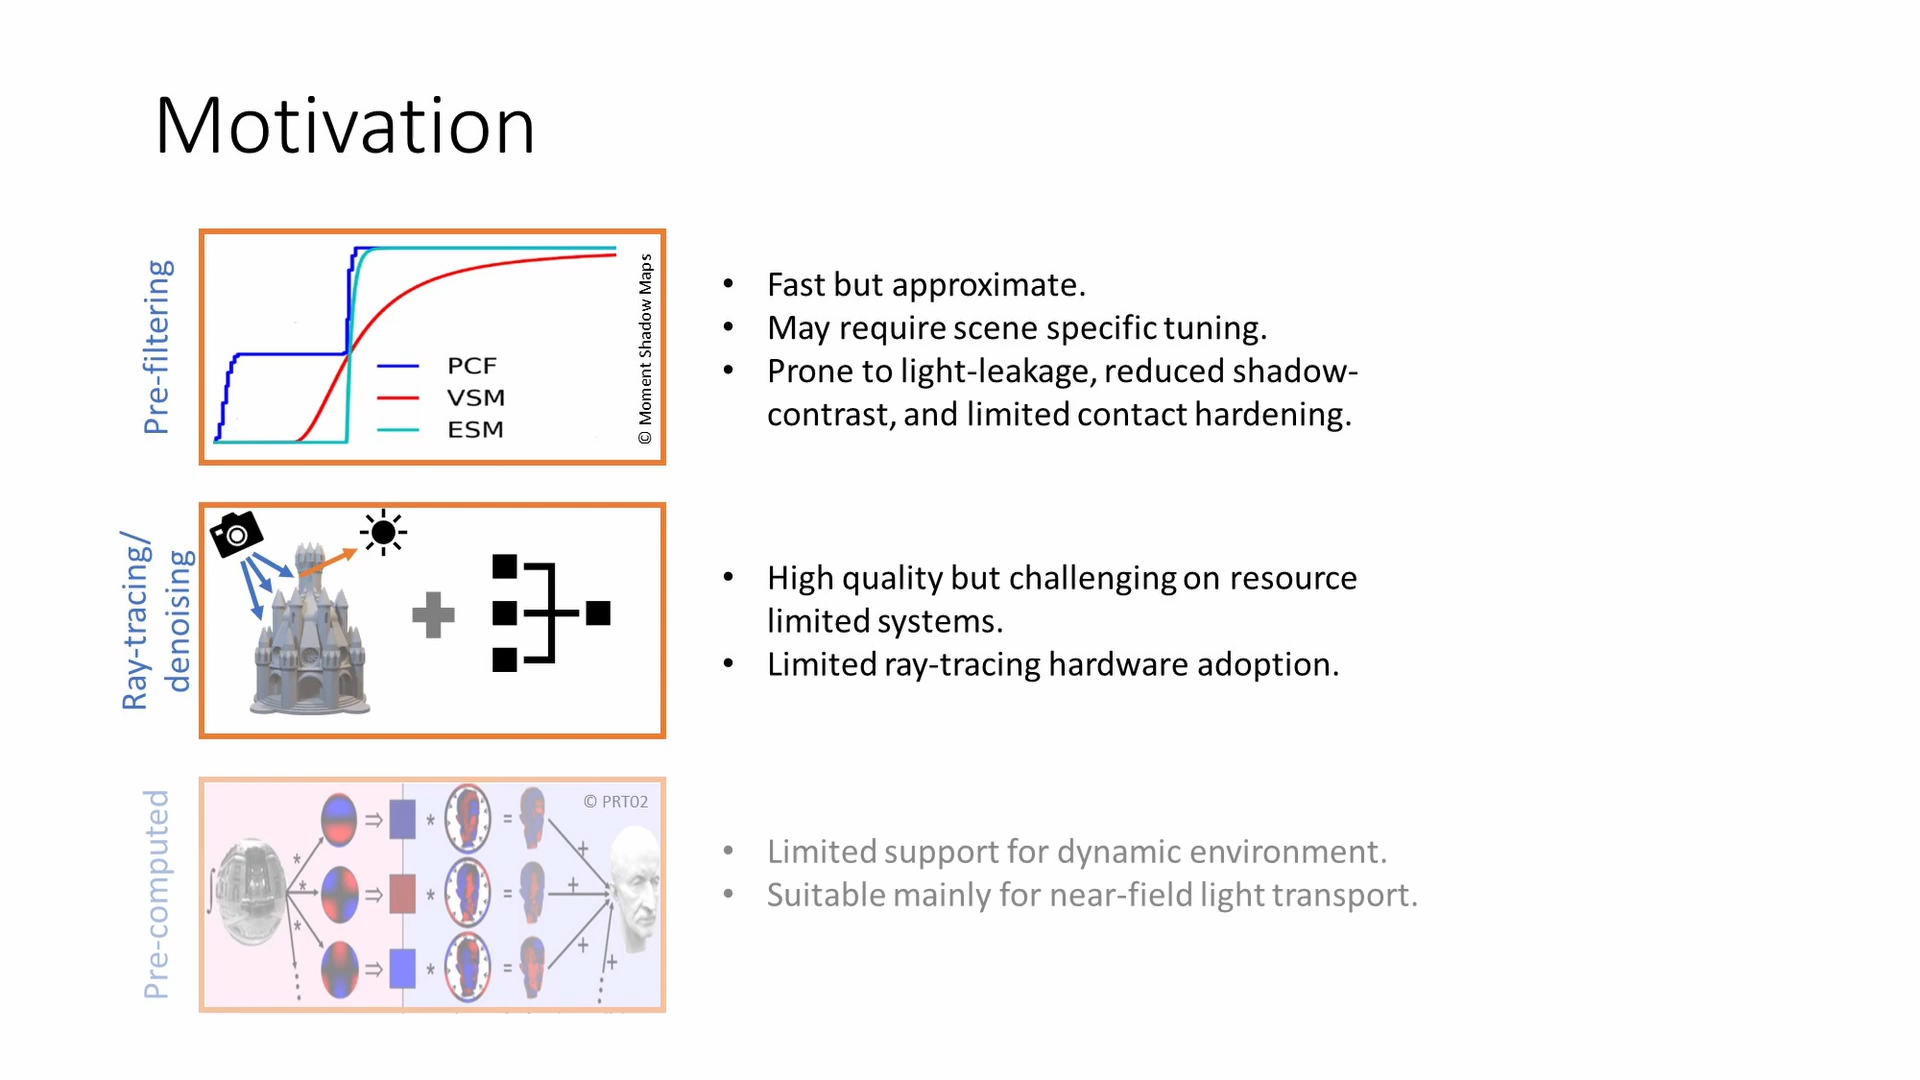 Motivation
Pre-filtering
PCF
VSM
ESM
© Moment Shadow Maps
• Fast but approximate.
• May require scene specific tuning.
• Prone to light-leakage, reduced shadow-
contrast, and limited contact hardening.
Ray-tracing/
denoising
• High quality but challenging on resource
limited systems.
• Limited ray-tracing hardware adoption.
Pre-computed
© PRT02
∫ * ⇒ * = +
* ⇒ * = +
* ⇒ * = + +
• Limited support for dynamic environment.
• Suitable mainly for near-field light transport.